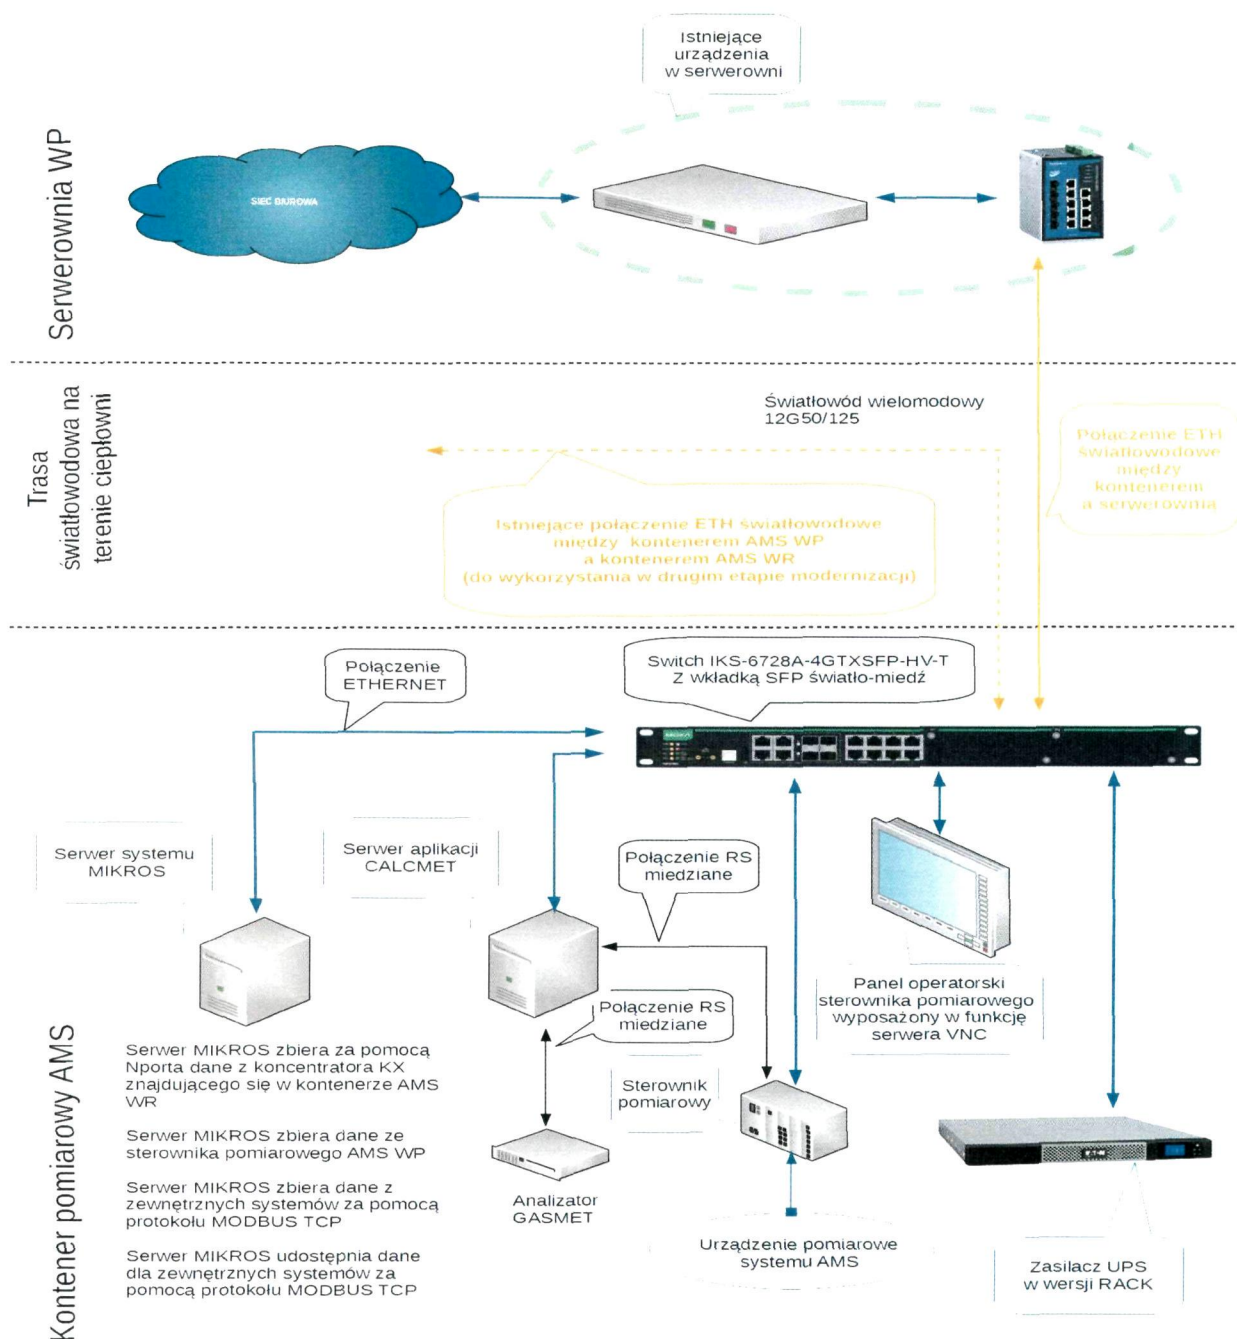 Istniejące
urządzenia
w serwerowni
Serwerownia WP
SIEĆ BIUROWA
Trasa
światłowodowa na
terenie ciepłowni
Światłowód wielomodowy
12G50/125
Połączenie ETH
światłowodowe
między
kontenerem
a serwerownią
Istniejące połączenie ETH światłowodowe
między kontenerem AMS WP
a kontenerem AMS WR
(do wykorzystania w drugim etapie modernizacji)
Połączenie
ETHERNET
Switch IKS-6728A-4GTXSFP-HV-T
Z wkładką SFP światło-miedź
MOXA
Serwer systemu
MIKROS
Serwer aplikacji
CALCMET
Połączenie RS
miedziane
Połączenie RS
miedziane
Panel operatorski
sterownika pomiarowego
wyposażony w funkcję
serwera VNC
Kontener pomiarowy AMS
Serwer MIKROS zbiera za pomocą
Nporta dane z koncentratora KX
znajdującego się w kontenerze AMS
WR
Serwer MIKROS zbiera dane ze
sterownika pomiarowego AMS WP
Serwer MIKROS zbiera dane z
zewnętrznych systemów za pomocą
protokołu MODBUS TCP
Serwer MIKROS udostępnia dane
dla zewnętrznych systemów za
pomocą protokołu MODBUS TCP
Sterownik
pomiarowy
Analizator
GASMET
EATON
Urządzenie pomiarowe
systemu AMS
Zasilacz UPS
w wersji RACK